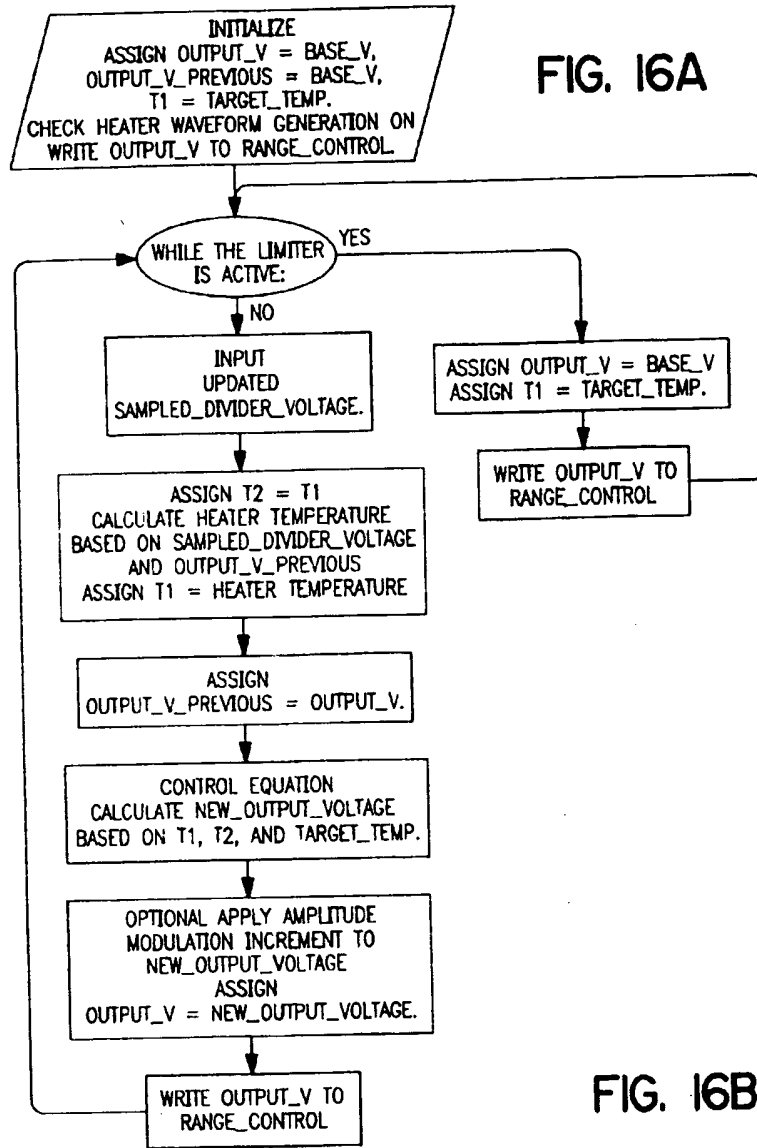 INITIALIZE
ASSIGN OUTPUT_V = BASE_V,
OUTPUT_V_PREVIOUS = BASE_V,
T1 = TARGET_TEMP.
CHECK HEATER WAVEFORM GENERATION ON
WRITE OUTPUT_V TO RANGE_CONTROL.
FIG. 16A
WHILE THE LIMITER
IS ACTIVE:
YES
NO
INPUT
UPDATED
SAMPLED_DIVIDER_VOLTAGE.
ASSIGN OUTPUT_V = BASE_V
ASSIGN T1 = TARGET_TEMP.
WRITE OUTPUT_V TO
RANGE_CONTROL
ASSIGN T2 = T1
CALCULATE HEATER TEMPERATURE
BASED ON SAMPLED_DIVIDER_VOLTAGE
AND OUTPUT_V_PREVIOUS
ASSIGN T1 = HEATER TEMPERATURE
ASSIGN
OUTPUT_V_PREVIOUS = OUTPUT_V.
CONTROL EQUATION
CALCULATE NEW_OUTPUT_VOLTAGE
BASED ON T1, T2, AND TARGET_TEMP.
OPTIONAL APPLY AMPLITUDE
MODULATION INCREMENT TO
NEW_OUTPUT_VOLTAGE
ASSIGN
OUTPUT_V = NEW_OUTPUT_VOLTAGE.
WRITE OUTPUT_V TO
RANGE_CONTROL
FIG. 16B